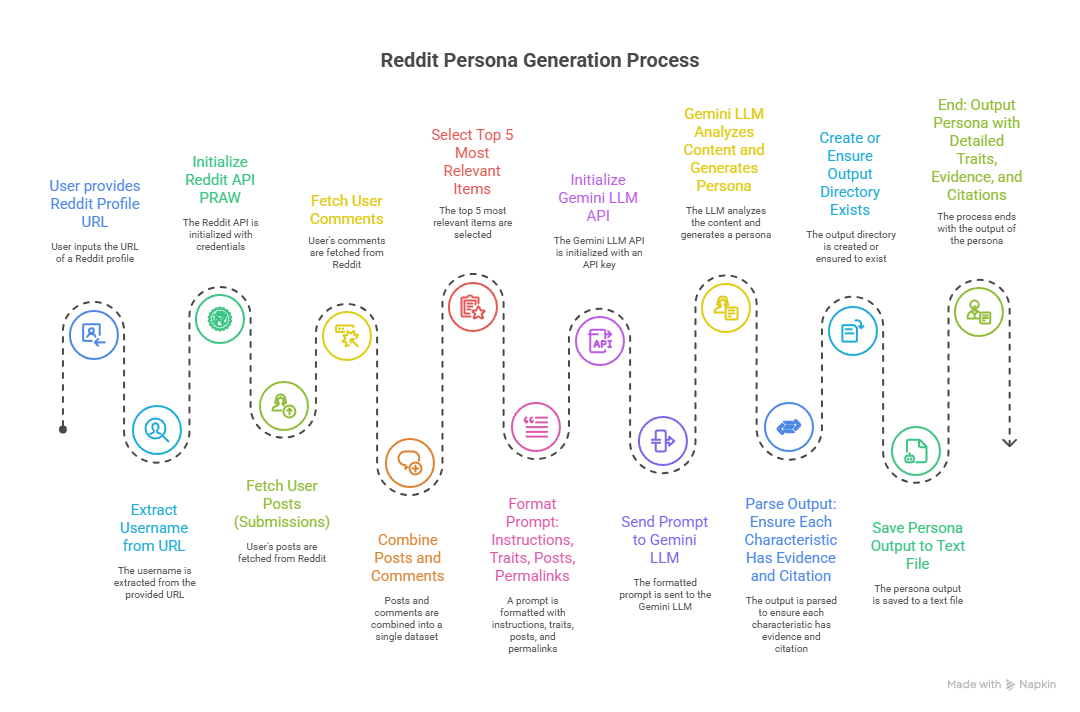 Reddit Persona Generation Process
User provides
Reddit Profile
URL
User inputs the URL
of a Reddit profile
Extract
Username
from URL
The username is
extracted from the
provided URL
Initialize
Reddit API
PRAW
The Reddit API is
initialized with
credentials
Fetch User
Posts
(Submissions)
User's posts are
fetched from Reddit
Fetch User
Comments
User's comments
are fetched from
Reddit
Combine
Posts and
Comments
Posts and
comments are
combined into a
single dataset
Select Top 5
Most
Relevant
Items
The top 5 most
relevant items are
selected
Format
Prompt:
Instructions,
Traits, Posts,
Permalinks
A prompt is
formatted with
instructions, traits,
posts, and
permalinks
Initialize
Gemini LLM
API
The Gemini LLM API
is initialized with an
API key
API
Send Prompt
to Gemini
LLM
The formatted
prompt is sent to the
Gemini LLM
Gemini LLM
Analyzes
Content and
Generates
Persona
The LLM analyzes
the content and
generates a persona
Parse Output:
Ensure Each
Characteristic
Has Evidence
and Citation
The output is parsed
to ensure each
characteristic has
evidence and
citation
Create or
Ensure
Output
Directory
Exists
The output directory
is created or
ensured to exist
Save Persona
Output to Text
File
The persona output
is saved to a text file
End: Output
Persona with
Detailed
Traits,
Evidence, and
Citations
The process ends
with the output of
the persona
Made with Napkin